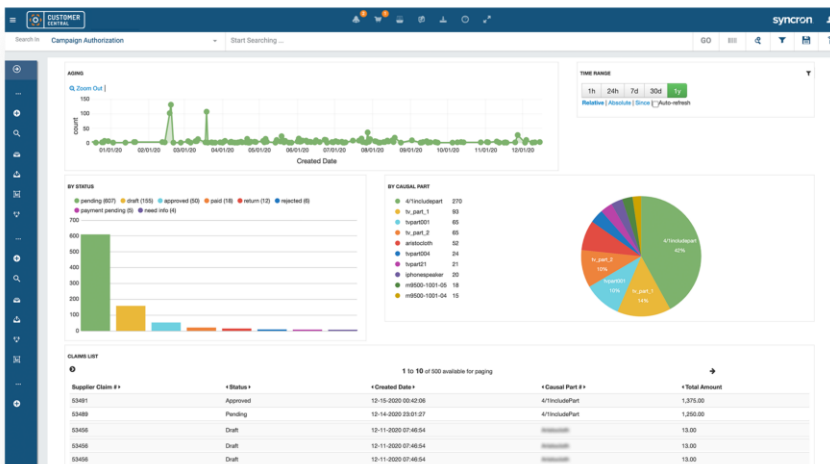 CUSTOMER
CENTRAL
syncron
Search In Campaign Authorization Start Searching ... GO
AGING
Zoom Out |
count
150
100
50
0
01/01/20 02/01/20 03/01/20 04/01/20 05/01/20 06/01/20 07/01/20 08/01/20 09/01/20 10/01/20 11/01/20 12/01/20
Created Date
TIME RANGE
1h 24h 7d 30d 1y
Relative | Absolute | Since | Auto-refresh
BY STATUS
pending (607) draft (155) approved (50) paid (18) return (12) rejected (6)
payment pending (5) need info (4)
700
600
500
400
300
200
100
0
BY CAUSAL PART
4/1includepart 270
tv_part_1 93
tvpart001 65
tv_part_2 65
aristocloth 52
tvpart004 24
tvpart21 21
iphonespeaker 20
m9500-1001-05 18
m9500-1001-04 15
4/1includepart
42%
tv_part_1
14%
tvpart001
10%
tv_part_2
10%
CLAIMS LIST
1 to 10 of 500 available for paging
Supplier Claim # Status Created Date Causal Part # Total Amount
53491 Approved 12-15-2020 00:42:06 4/1IncludePart 1,375.00
53489 Pending 12-14-2020 23:01:27 4/1IncludePart 1,250.00
53456 Draft 12-11-2020 07:46:54 13.00
53456 Draft 12-11-2020 07:46:54 13.00
53456 Draft 12-11-2020 07:46:54 13.00